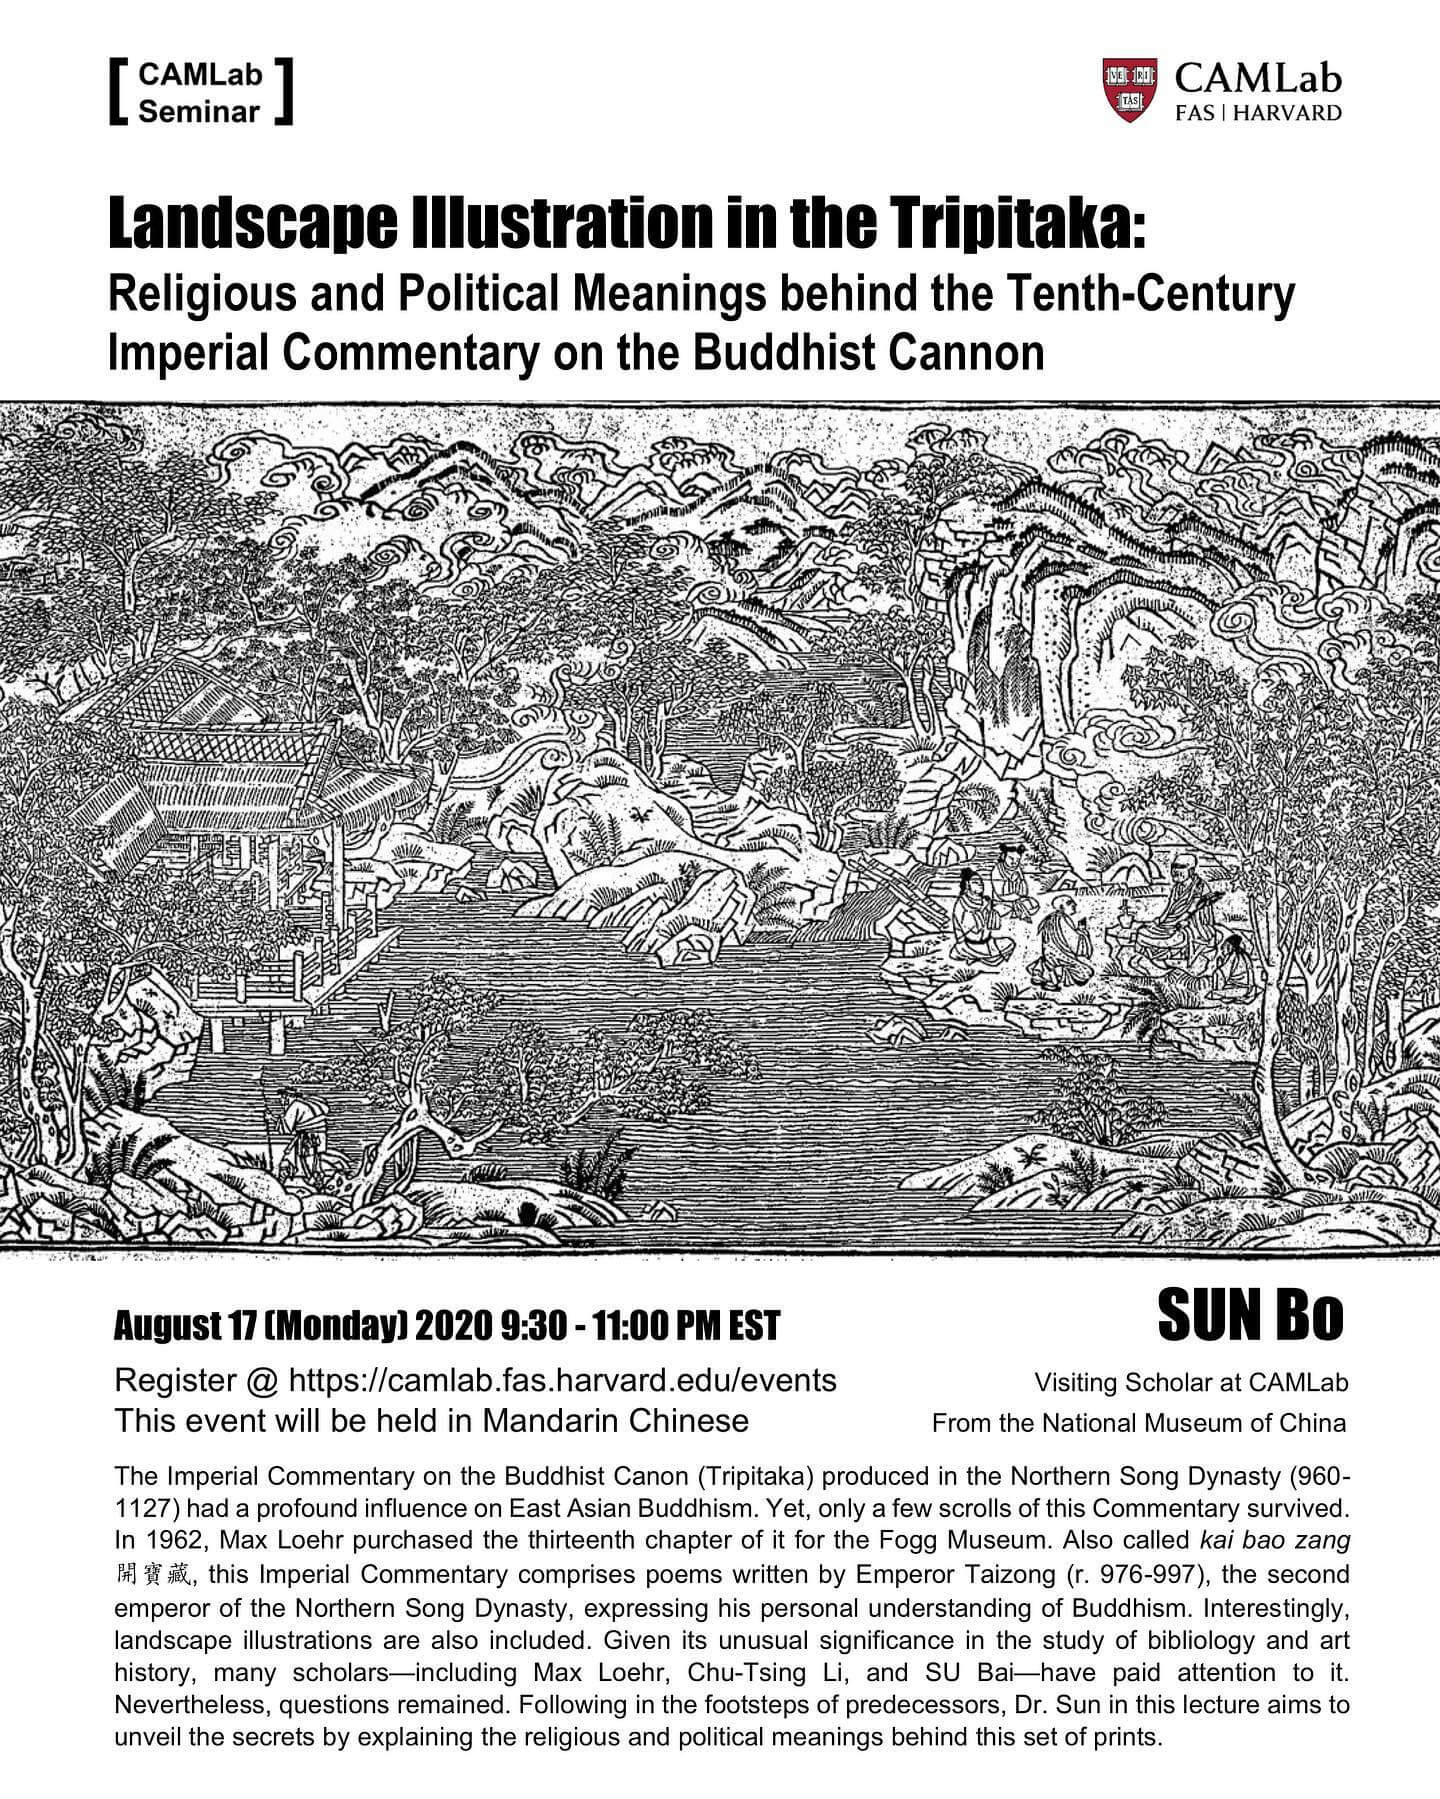 [ CAMLab
Seminar ]
VE RI
TAS
CAMLab
FAS | HARVARD
Landscape Illustration in the Tripitaka:
Religious and Political Meanings behind the Tenth-Century
Imperial Commentary on the Buddhist Cannon
August 17 (Monday) 2020 9:30 - 11:00 PM EST
Register @ https://camlab.fas.harvard.edu/events
This event will be held in Mandarin Chinese
SUN Bo
Visiting Scholar at CAMLab
From the National Museum of China
The Imperial Commentary on the Buddhist Canon (Tripitaka) produced in the Northern Song Dynasty (960-
1127) had a profound influence on East Asian Buddhism. Yet, only a few scrolls of this Commentary survived.
In 1962, Max Loehr purchased the thirteenth chapter of it for the Fogg Museum. Also called kai bao zang
開寶藏, this Imperial Commentary comprises poems written by Emperor Taizong (r. 976-997), the second
emperor of the Northern Song Dynasty, expressing his personal understanding of Buddhism. Interestingly,
landscape illustrations are also included. Given its unusual significance in the study of bibliology and art
history, many scholars—including Max Loehr, Chu-Tsing Li, and SU Bai—have paid attention to it.
Nevertheless, questions remained. Following in the footsteps of predecessors, Dr. Sun in this lecture aims to
unveil the secrets by explaining the religious and political meanings behind this set of prints.